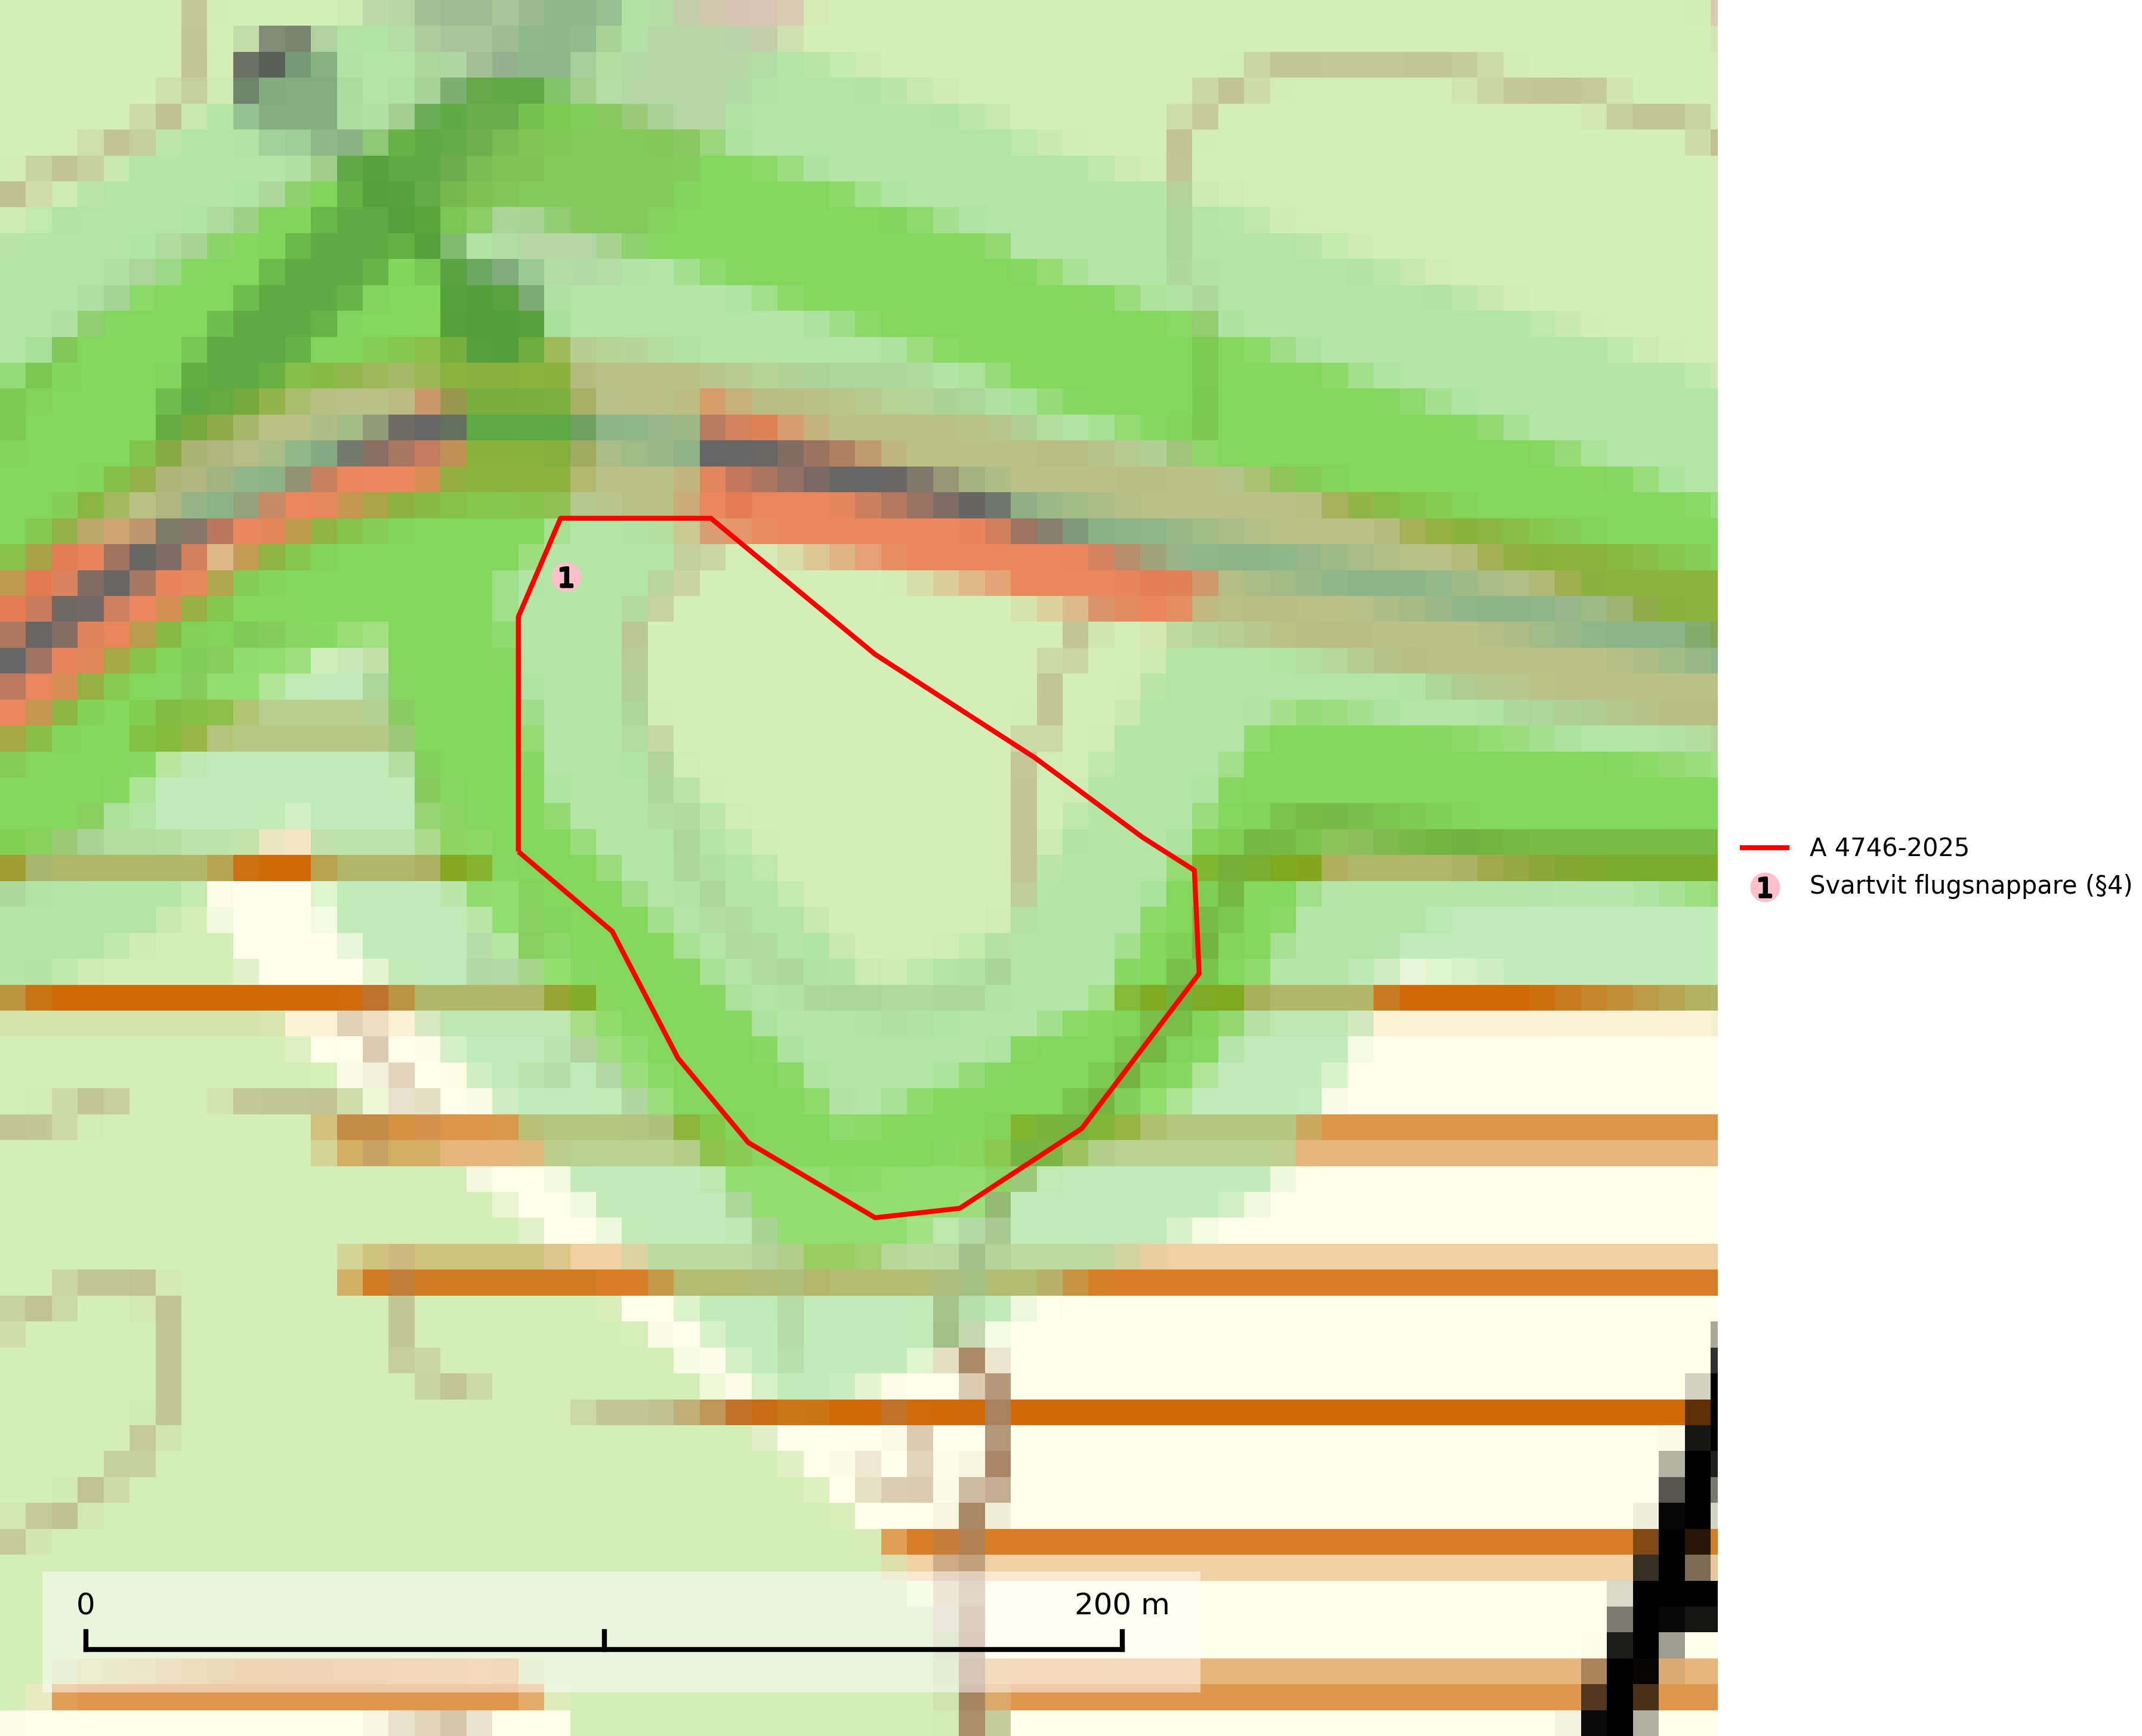 1
A 4746-2025
1 Svartvit flugsnappare (§4)
0 200 m